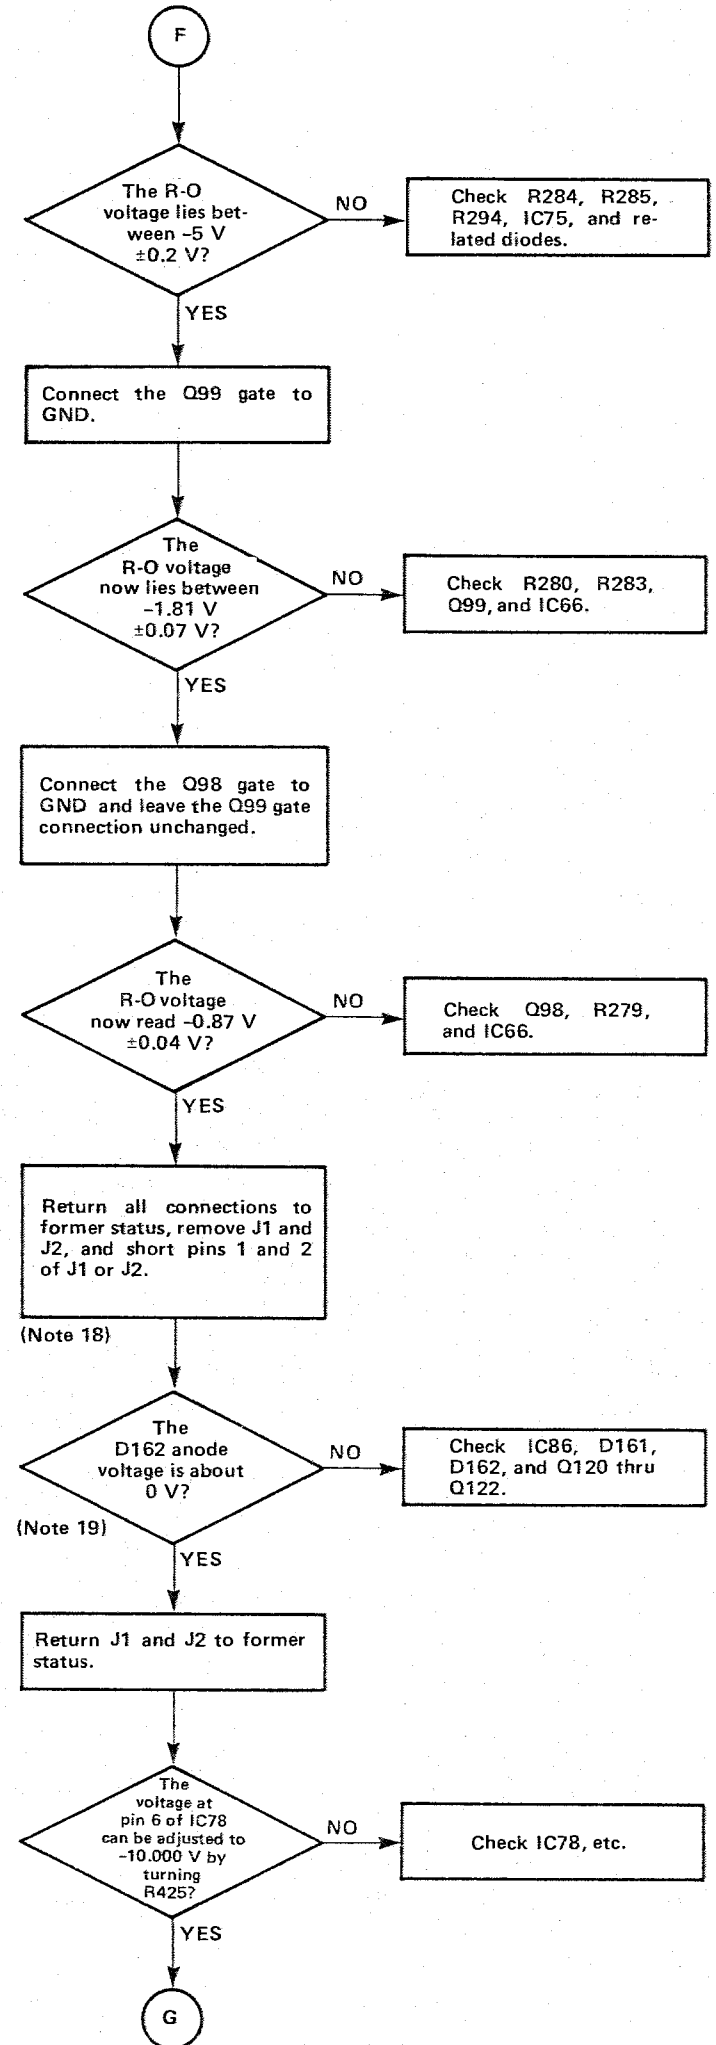 F
The R-O
voltage lies bet-
ween -5 V
±0.2 V?
NO
Check R284, R285,
R294, IC75, and re-
lated diodes.
YES
Connect the Q99 gate to
GND.
The
R-O voltage
now lies between
-1.81 V
±0.07 V?
NO
Check R280, R283,
Q99, and IC66.
YES
Connect the Q98 gate to
GND and leave the Q99 gate
connection unchanged.
The
R-O voltage
now read -0.87 V
±0.04 V?
NO
Check Q98, R279,
and IC66.
YES
Return all connections to
former status, remove J1 and
J2, and short pins 1 and 2
of J1 or J2.
(Note 18)
The
D162 anode
voltage is about
0 V?
NO
Check IC86, D161,
D162, and Q120 thru
Q122.
(Note 19)
YES
Return J1 and J2 to former
status.
The
voltage at
pin 6 of IC78
can be adjusted to
-10.000 V by
turning
R425?
NO
Check IC78, etc.
YES
G